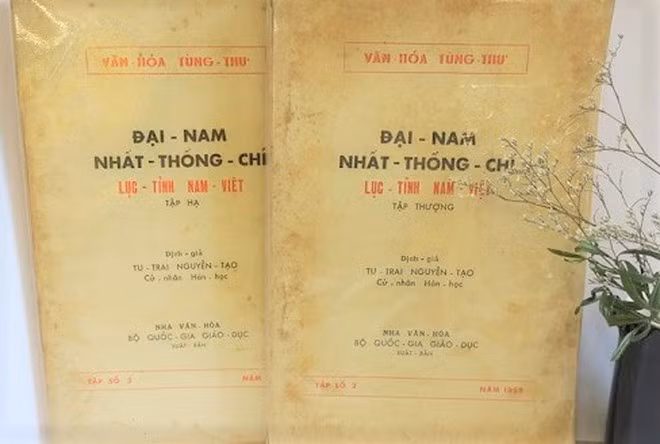 VĂN - HÓA TÙNG - THƯ
ĐẠI - NAM
NHẤT - THỐNG - CHÍ
LỤC - TỈNH NAM - VIỆT
TẬP HẠ
Dịch - giả
TU - TRAI NGUYỄN - TẠO
Cử - nhân Hán - học
NHA VĂN - HÓA
BỘ QUỐC - GIA GIÁO - DỤC
XUẤT - BẢN
TẬP SỐ 3 NĂM
VĂN - HÓA TÙNG - THƯ
ĐẠI - NAM
NHẤT - THỐNG - CHÍ
LỤC - TỈNH NAM - VIỆT
TẬP THƯỢNG
Dịch - giả
TU - TRAI NGUYỄN - TẠO
Cử - nhân Hán - học
NHA VĂN - HÓA
BỘ QUỐC - GIA GIÁO - DỤC
XUẤT - BẢN
TẬP SỐ 2 NĂM 1959